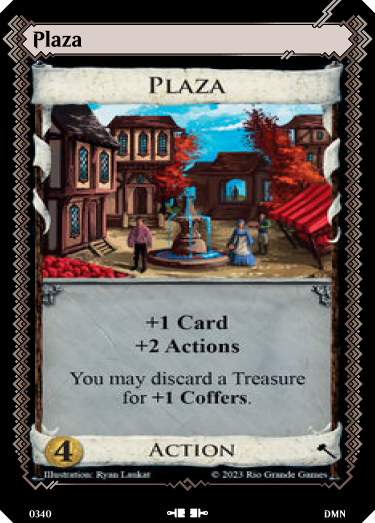 Plaza
PLAZA
+1 Card
+2 Actions
You may discard a Treasure
for +1 Coffers.
4
ACTION
Illustration: Ryan Laukat
© 2023 Rio Grande Games
0340
DMN